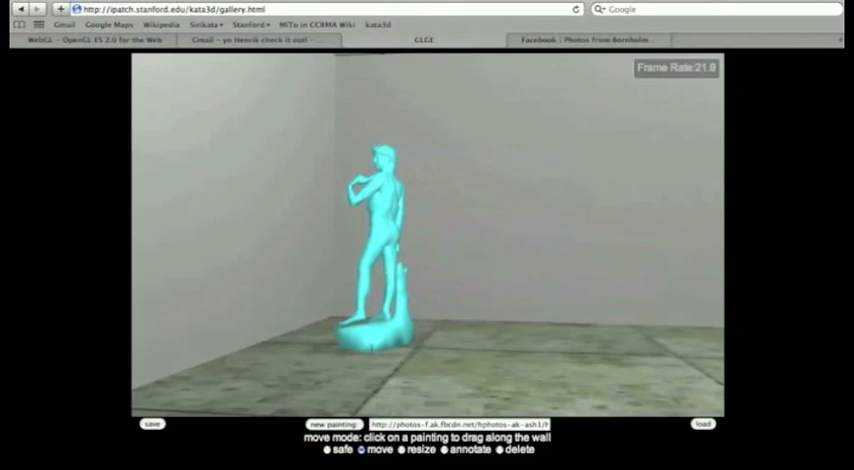 http://ipatch.stanford.edu/kata3d/gallery.html
Google
Gmail Google Maps Wikipedia Sirikata Stanford MiTo in CCRMA Wiki kata3d
WebGL - OpenGL ES 2.0 for the Web
Gmail - yo Henrik check it out! - ...
GLGE
Facebook | Photos from Bornholm...
Frame Rate:21.9
save
new painting
http://photos-f.ak.fbcdn.net/hphotos-ak-ash1/
load
move mode: click on a painting to drag along the wall
safe move resize annotate delete